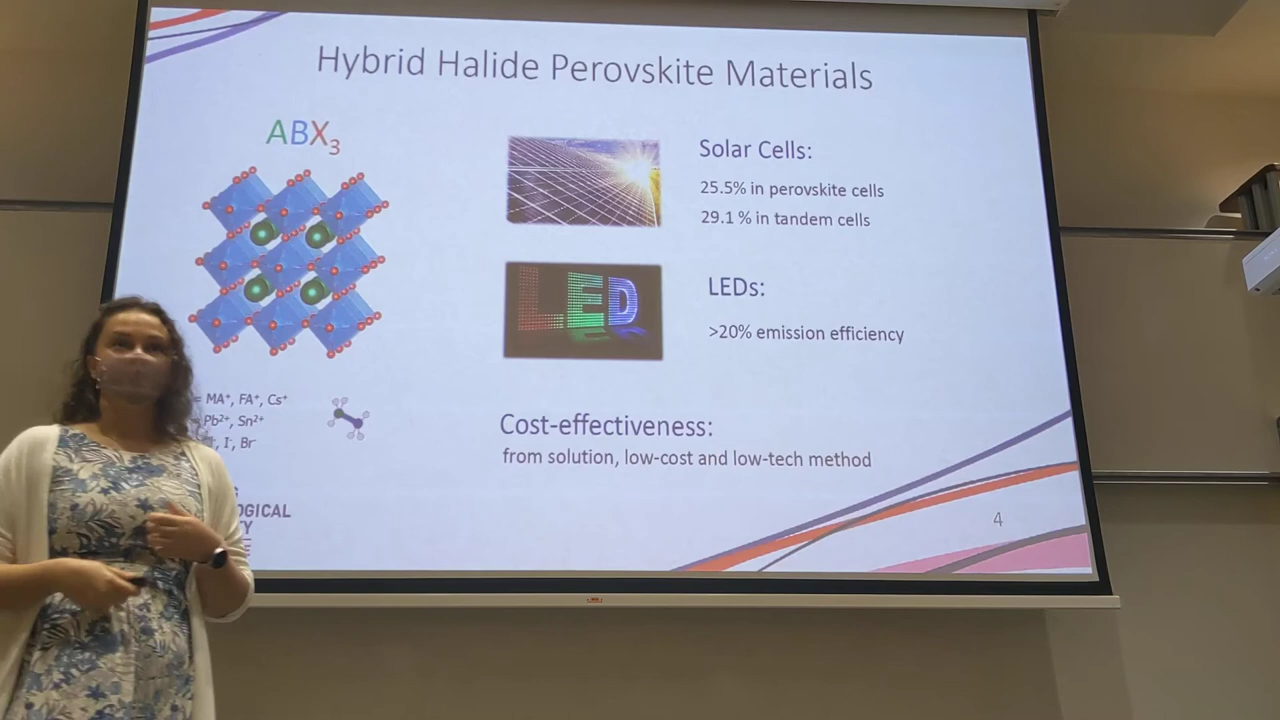 Hybrid Halide Perovskite Materials
ABX3
Solar Cells:
25.5% in perovskite cells
29.1 % in tandem cells
LED
LEDs:
>20% emission efficiency
= MA⁺, FA⁺, Cs⁺
Pb²⁺, Sn²⁺
, I⁻, Br⁻
Cost-effectiveness:
from solution, low-cost and low-tech method
4